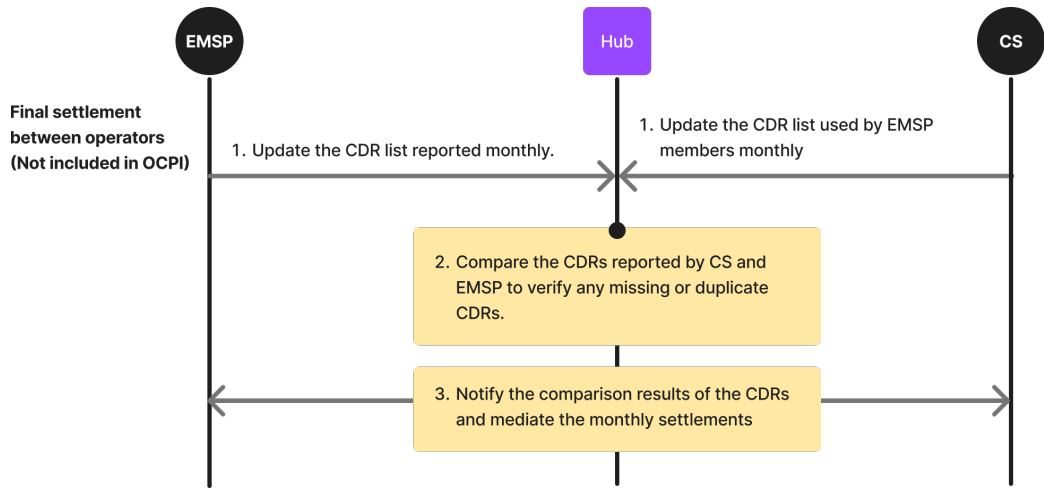 EMSP
Hub
CS
Final settlement
between operators
(Not included in OCPI)
1. Update the CDR list reported monthly.
1. Update the CDR list used by EMSP
members monthly
2. Compare the CDRs reported by CS and
EMSP to verify any missing or duplicate
CDRs.
3. Notify the comparison results of the CDRs
and mediate the monthly settlements